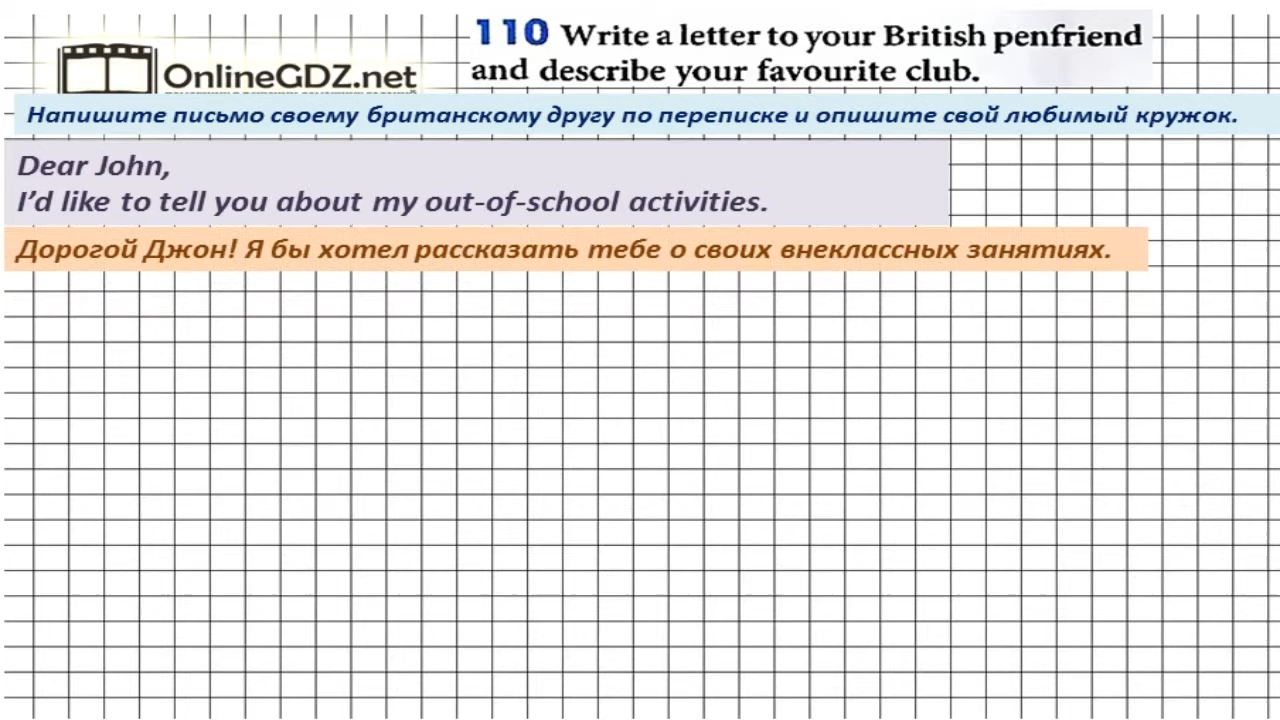 110 Write a letter to your British penfriend
and describe your favourite club.
OnlineGDZ.net
Напишите письмо своему британскому другу по переписке и опишите свой любимый кружок.
Dear John,
I’d like to tell you about my out-of-school activities.
Дорогой Джон! Я бы хотел рассказать тебе о своих внеклассных занятиях.